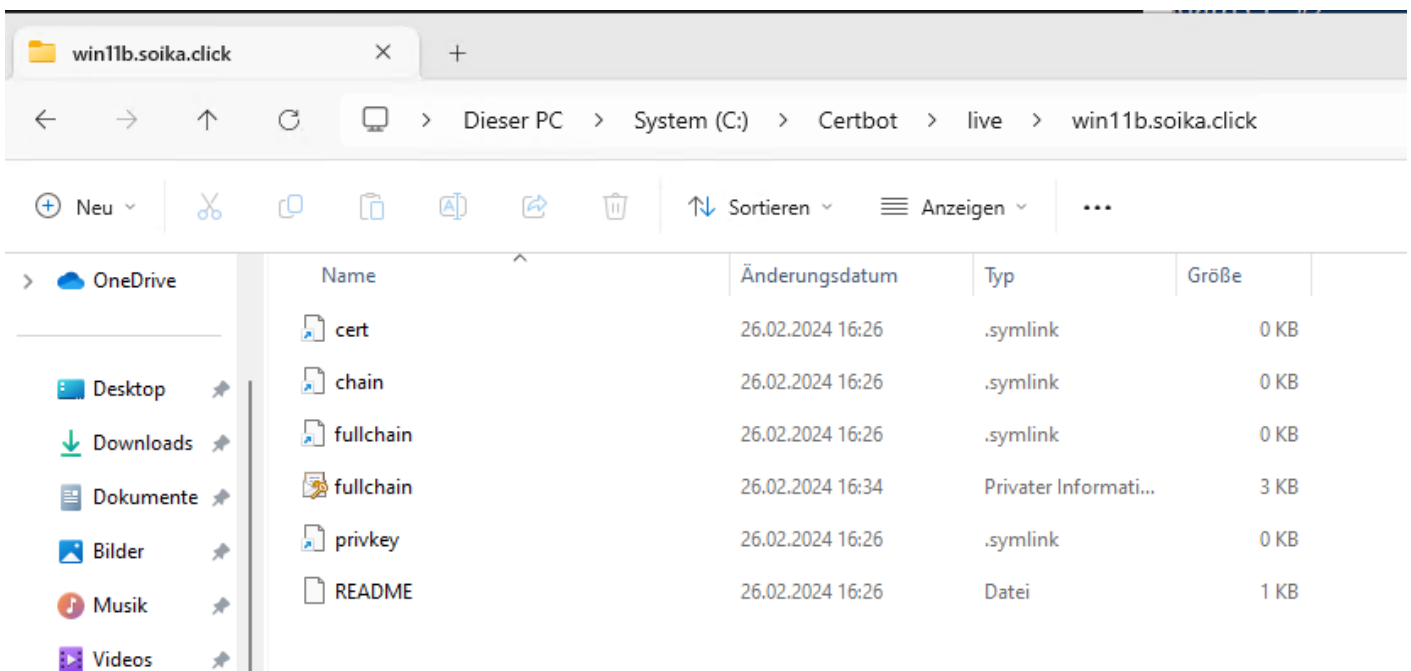 win11b.soika.click
Dieser PC > System (C:) > Certbot > live > win11b.soika.click
Neu Sortieren Anzeigen
OneDrive
Desktop
Downloads
Dokumente
Bilder
Musik
Videos
Name Änderungsdatum Typ Größe
cert 26.02.2024 16:26 .symlink 0 KB
chain 26.02.2024 16:26 .symlink 0 KB
fullchain 26.02.2024 16:26 .symlink 0 KB
fullchain 26.02.2024 16:34 Privater Informati... 3 KB
privkey 26.02.2024 16:26 .symlink 0 KB
README 26.02.2024 16:26 Datei 1 KB